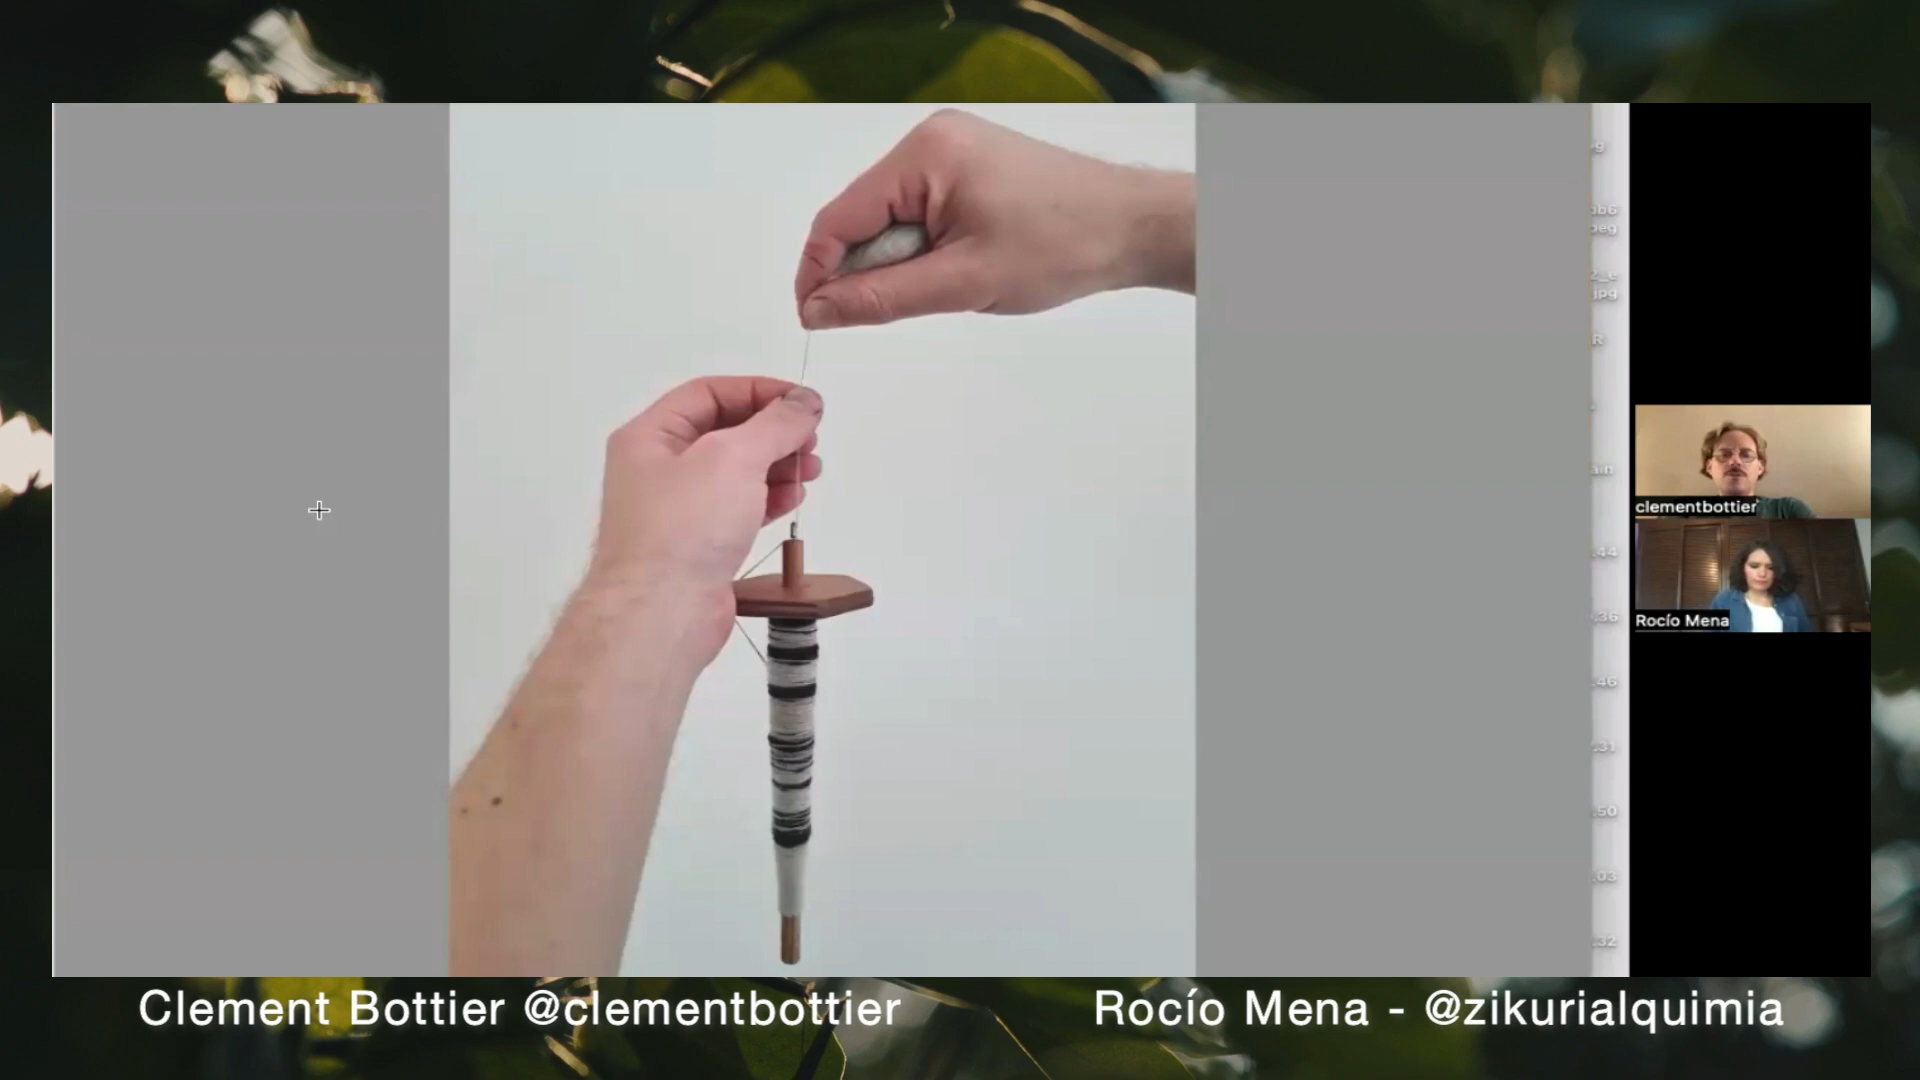 clementbottier
Rocío Mena
Clement Bottier @clementbottier
Rocío Mena - @zikurialquimia